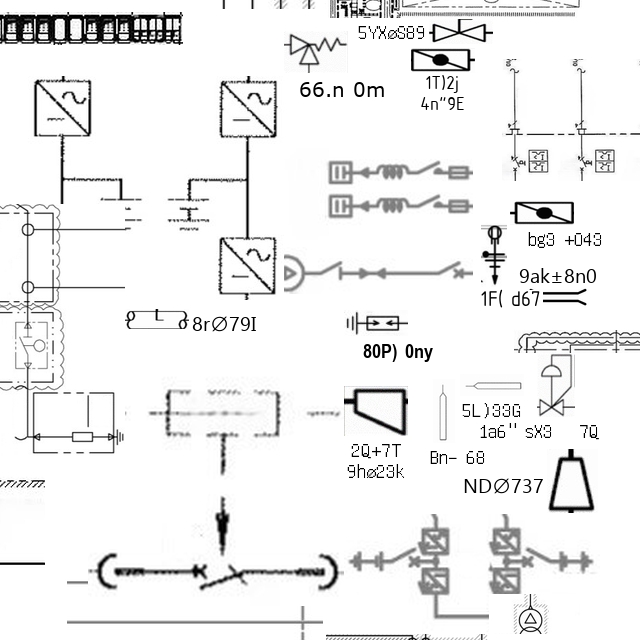 5YXøS89
66.n 0m
1T)2j
4n"9E
bg3 +043
9ak±8n0
1F( d67
8rØ79I
80P) 0ny
5L)33G
1a6" sX3 7Q
2Q+7T
9hø23k
Bn- 68
NDØ737